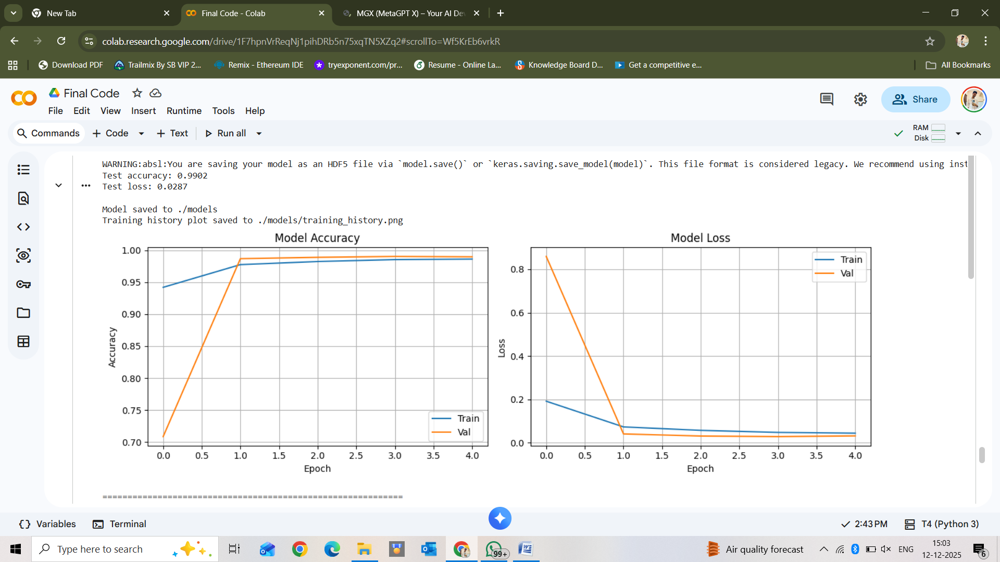 New Tab
Final Code - Colab
MGX (MetaGPT X) – Your AI De
colab.research.google.com/drive/1F7hpnVrReqNj1pihDRb5n75xqTN5XZq2#scrollTo=Wf5KrEb6vrkR
Download PDF
Trailmix By SB VIP 2...
Remix - Ethereum IDE
tryexponent.com/pr...
Resume - Online La...
Knowledge Board D...
Get a competitive e...
All Bookmarks
CO
Final Code
File Edit View Insert Runtime Tools Help
Share
Commands + Code + Text Run all
RAM
Disk
WARNING:absl:You are saving your model as an HDF5 file via `model.save()` or `keras.saving.save_model(model)`. This file format is considered legacy. We recommend using inst
Test accuracy: 0.9902
Test loss: 0.0287
Model saved to ./models
Training history plot saved to ./models/training_history.png
Model Accuracy
1.00
0.95
0.90
0.85
0.80
0.75
0.70
Accuracy
Train
Val
0.0 0.5 1.0 1.5 2.0 2.5 3.0 3.5 4.0
Epoch
Model Loss
0.8
0.6
0.4
0.2
0.0
Loss
Train
Val
0.0 0.5 1.0 1.5 2.0 2.5 3.0 3.5 4.0
Epoch
============================================================
{} Variables
Terminal
2:43 PM
T4 (Python 3)
Type here to search
99+
Air quality forecast
ENG
15:03
12-12-2025
6